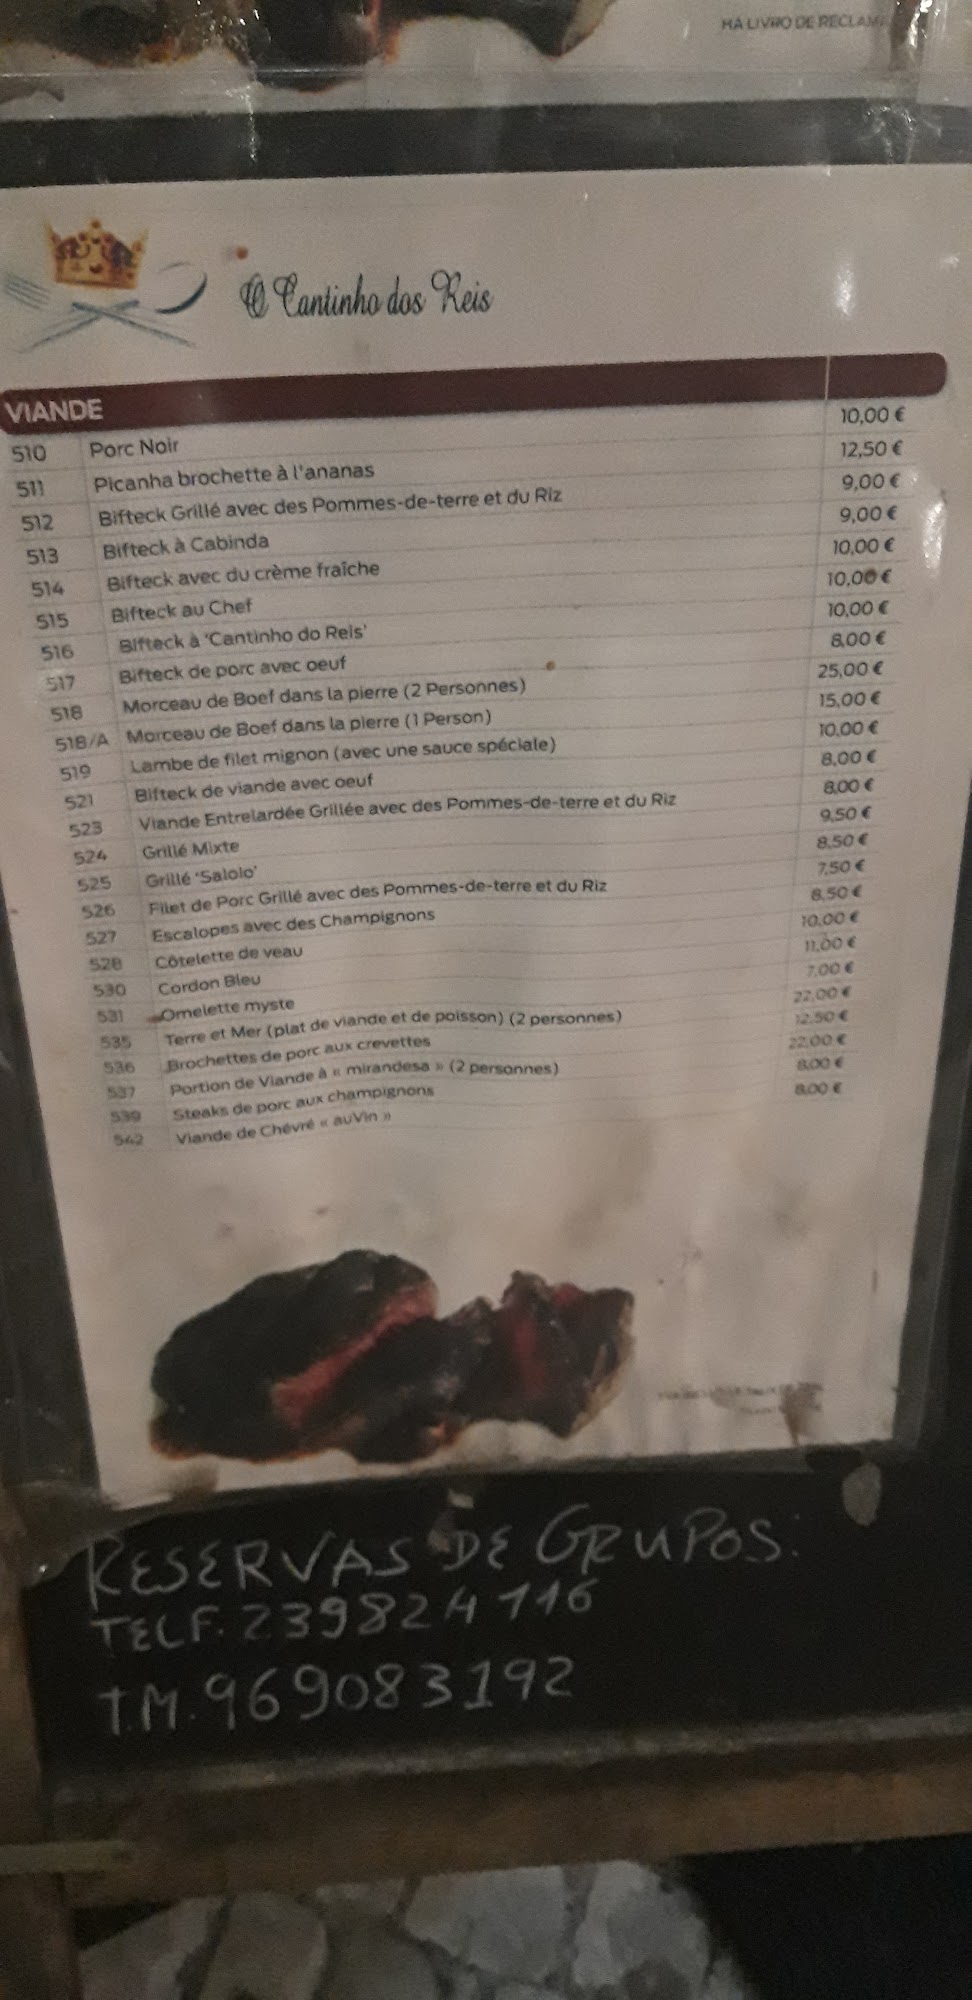 HÁ LIVRO DE RECLAMA
O Cantinho dos Reis
VIANDE
510 Porc Noir 10,00 €
511 Picanha brochette à l'ananas 12,50 €
512 Bifteck Grillé avec des Pommes-de-terre et du Riz 9,00 €
513 Bifteck à Cabinda 9,00 €
514 Bifteck avec du crème fraîche 10,00 €
515 Bifteck au Chef 10,00 €
516 Bifteck à 'Cantinho do Reis' 10,00 €
517 Bifteck de porc avec oeuf 8,00 €
518 Morceau de Boef dans la pierre (2 Personnes) 25,00 €
518/A Morceau de Boef dans la pierre (1 Person) 15,00 €
519 Lambe de filet mignon (avec une sauce spéciale) 10,00 €
521 Bifteck de viande avec oeuf 8,00 €
523 Viande Entrelardée Grillée avec des Pommes-de-terre et du Riz 8,00 €
524 Grillé Mixte 9,50 €
525 Grillé 'Salolo' 8,50 €
526 Filet de Porc Grillé avec des Pommes-de-terre et du Riz 7,50 €
527 Escalopes avec des Champignons 8,50 €
528 Côtelette de veau 10,00 €
530 Cordon Bleu 11,00 €
531 Omelette myste 7,00 €
535 Terre et Mer (plat de viande et de poisson) (2 personnes) 22,00 €
536 Brochettes de porc aux crevettes 12,50 €
537 Portion de Viande à « mirandesa » (2 personnes) 22,00 €
539 Steaks de porc aux champignons 8,00 €
542 Viande de Chévré « auVin » 8,00 €
RESERVAS DE GRUPOS:
TELF. 239824116
T.M. 969083192